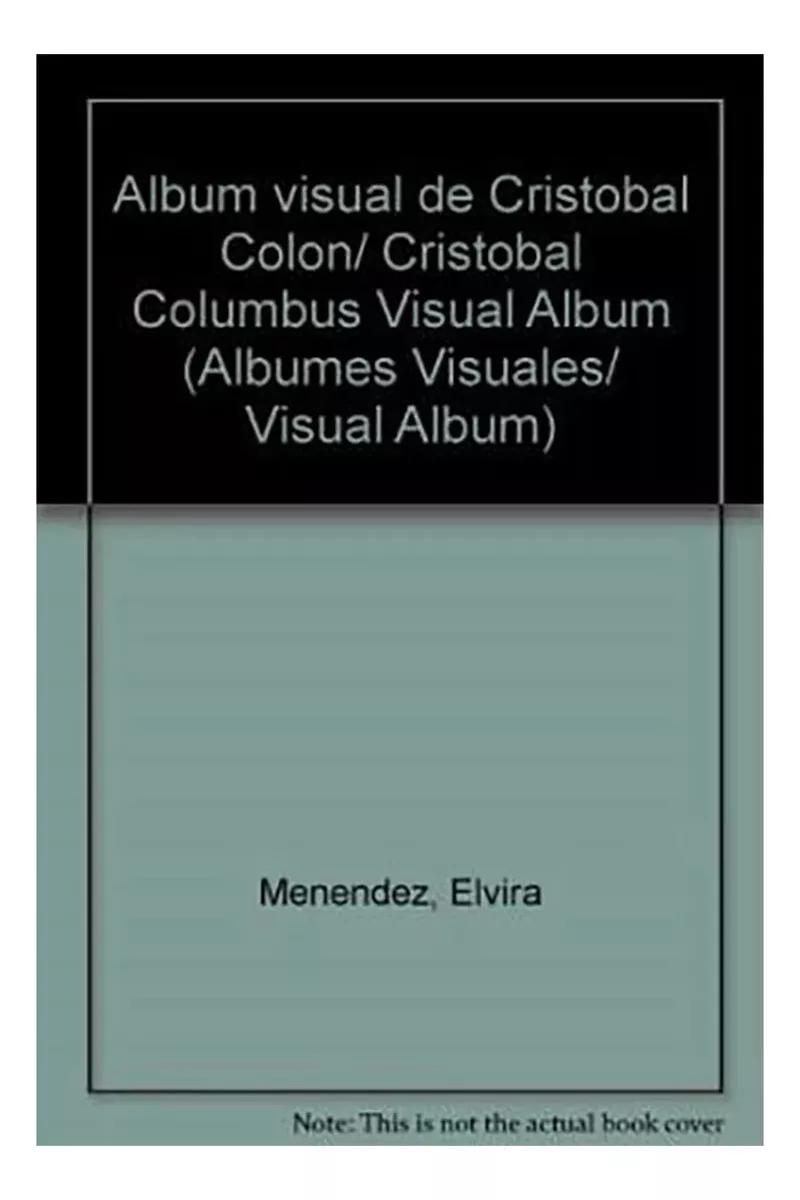 Album visual de Cristobal
Colon/ Cristobal
Columbus Visual Album
(Albumes Visuales/
Visual Album)
Menendez, Elvira
Note: This is not the actual book cover